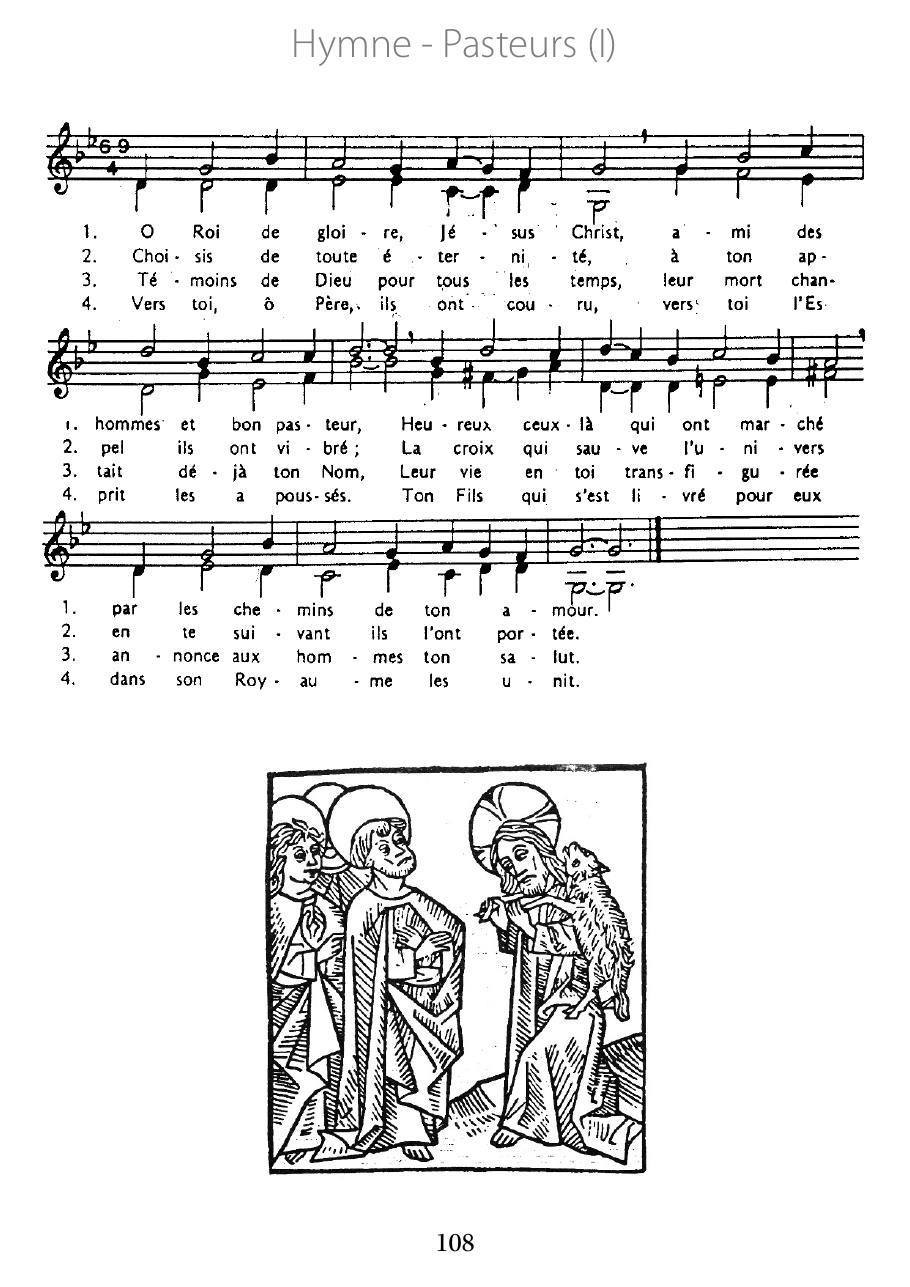 Hymne - Pasteurs (I)
6 9
4
1. O Roi de gloi - re, Jé - sus Christ, a - mi des
2. Choi - sis de toute é - ter - ni - té, à ton ap-
3. Té - moins de Dieu pour tous les temps, leur mort chan-
4. Vers toi, ô Père, ils ont cou - ru, vers toi l'Es-
1. hommes et bon pas - teur, Heu - reux ceux - là qui ont mar - ché
2. pel ils ont vi - bré ; La croix qui sau - ve l'u - ni - vers
3. tait dé - jà ton Nom, Leur vie en toi trans - fi - gu - rée
4. prit les a pous - sés. Ton Fils qui s'est li - vré pour eux
1. par les che - mins de ton a - mour.
2. en te sui - vant ils l'ont por - tée.
3. an - nonce aux hom - mes ton sa - lut.
4. dans son Roy - au - me les u - nit.
108